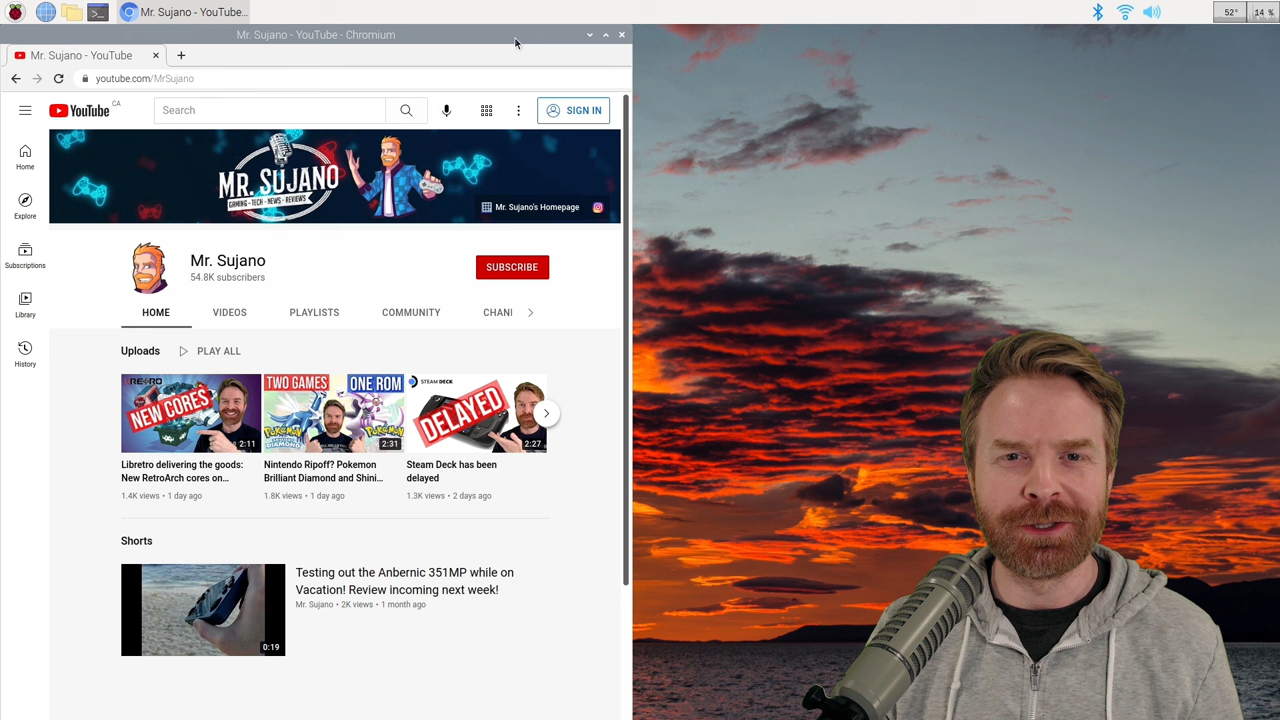 Mr. Sujano - YouTube...
52° 14 %
Mr. Sujano - YouTube - Chromium
Mr. Sujano - YouTube
youtube.com/MrSujano
YouTube CA
Search
SIGN IN
Home
Explore
Subscriptions
Library
History
MR. SUJANO
GAMING - TECH - NEWS - REVIEWS
Mr. Sujano's Homepage
Mr. Sujano
54.8K subscribers
SUBSCRIBE
HOME VIDEOS PLAYLISTS COMMUNITY CHANI
Uploads PLAY ALL
NEW CORES
2:11
TWO GAMES ONE ROM
POKéMON
POKéMON
2:31
STEAM DECK
DELAYED
2:27
Libretro delivering the goods:
New RetroArch cores on...
1.4K views • 1 day ago
Nintendo Ripoff? Pokemon
Brilliant Diamond and Shini...
1.8K views • 1 day ago
Steam Deck has been
delayed
1.3K views • 2 days ago
Shorts
0:19
Testing out the Anbernic 351MP while on
Vacation! Review incoming next week!
Mr. Sujano • 2K views • 1 month ago